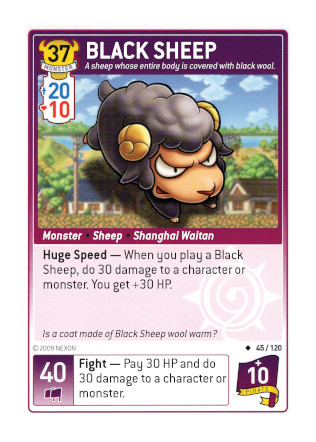 37
MONSTER
BLACK SHEEP
A sheep whose entire body is covered with black wool.
20
10
Monster • Sheep • Shanghai Waitan
Huge Speed — When you play a Black
Sheep, do 30 damage to a character or
monster. You get +30 HP.
Is a coat made of Black Sheep wool warm?
©2009 NEXON
◆ 45 / 120
40
Fight — Pay 30 HP and do
30 damage to a character or
monster.
+
10
PIRATE